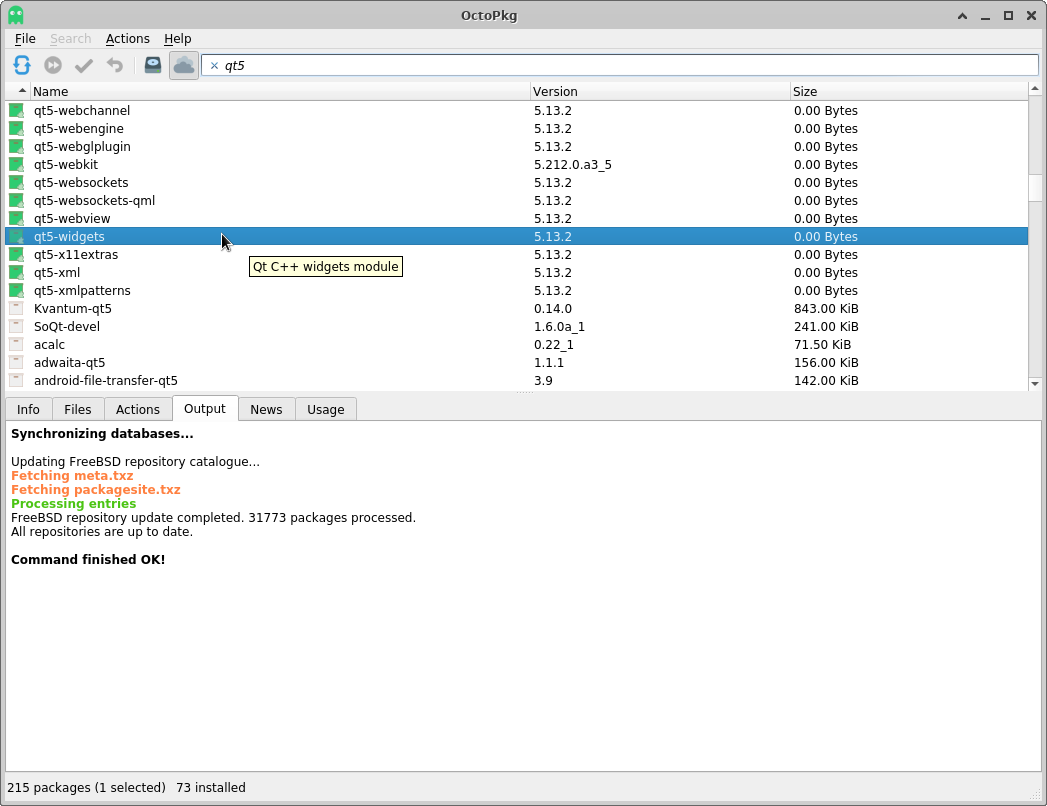 OctoPkg
File Search Actions Help
qt5
Name Version Size
qt5-webchannel 5.13.2 0.00 Bytes
qt5-webengine 5.13.2 0.00 Bytes
qt5-webglplugin 5.13.2 0.00 Bytes
qt5-webkit 5.212.0.a3_5 0.00 Bytes
qt5-websockets 5.13.2 0.00 Bytes
qt5-websockets-qml 5.13.2 0.00 Bytes
qt5-webview 5.13.2 0.00 Bytes
qt5-widgets 5.13.2 0.00 Bytes
qt5-x11extras 5.13.2 0.00 Bytes
Qt C++ widgets module
qt5-xml 5.13.2 0.00 Bytes
qt5-xmlpatterns 5.13.2 0.00 Bytes
Kvantum-qt5 0.14.0 843.00 KiB
SoQt-devel 1.6.0a_1 241.00 KiB
acalc 0.22_1 71.50 KiB
adwaita-qt5 1.1.1 156.00 KiB
android-file-transfer-qt5 3.9 142.00 KiB
Info Files Actions Output News Usage
Synchronizing databases...
Updating FreeBSD repository catalogue...
Fetching meta.txz
Fetching packagesite.txz
Processing entries
FreeBSD repository update completed. 31773 packages processed.
All repositories are up to date.
Command finished OK!
215 packages (1 selected) 73 installed